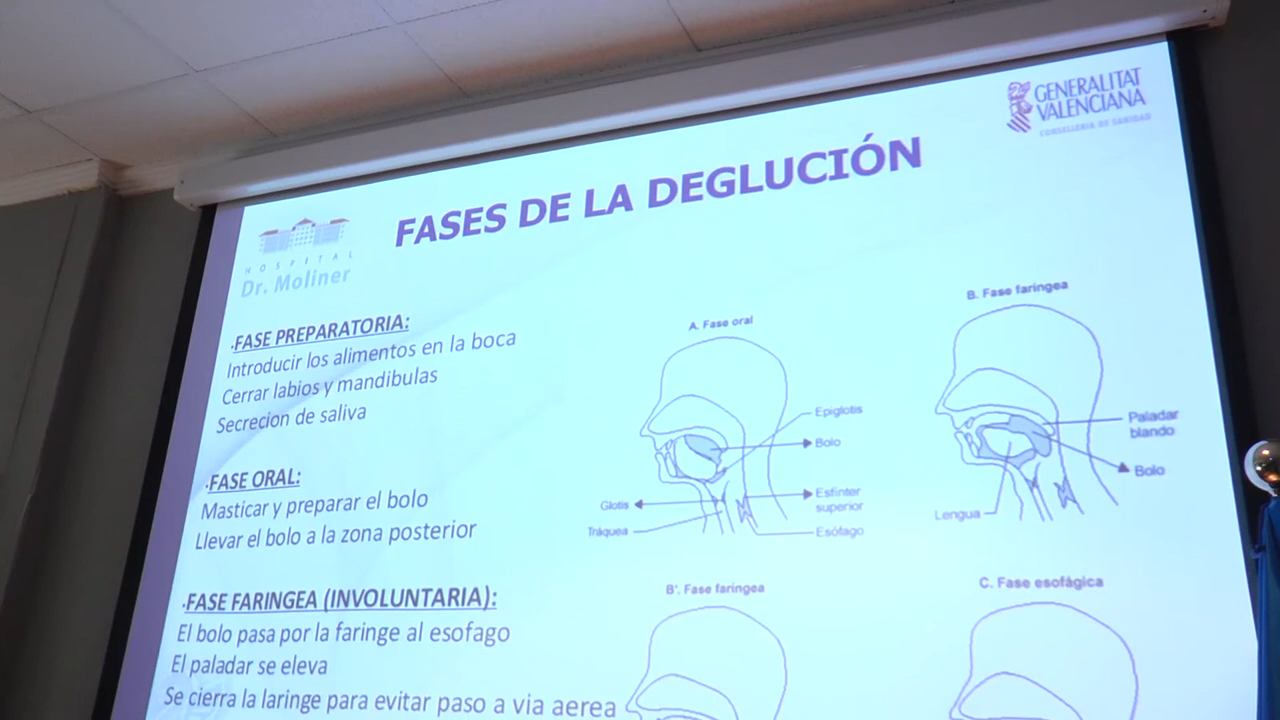 GENERALITAT
VALENCIANA
CONSELLERIA DE SANIDAD
FASES DE LA DEGLUCIÓN
HOSPITAL
Dr. Moliner
.FASE PREPARATORIA:
Introducir los alimentos en la boca
Cerrar labios y mandibulas
Secrecion de saliva
.FASE ORAL:
Masticar y preparar el bolo
Llevar el bolo a la zona posterior
.FASE FARINGEA (INVOLUNTARIA):
El bolo pasa por la faringe al esofago
El paladar se eleva
Se cierra la laringe para evitar paso a via aerea
A. Fase oral
Epiglotis
Bolo
Glotis
Esfinter
superior
Tráquea
Esófago
B. Fase faríngea
Paladar
blando
Bolo
Lengua
B'. Fase faríngea
C. Fase esofágica